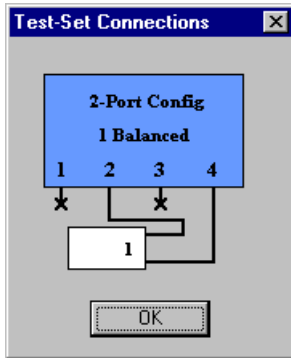 Test-Set Connections
2-Port Config
1 Balanced
1 2 3 4
1
OK